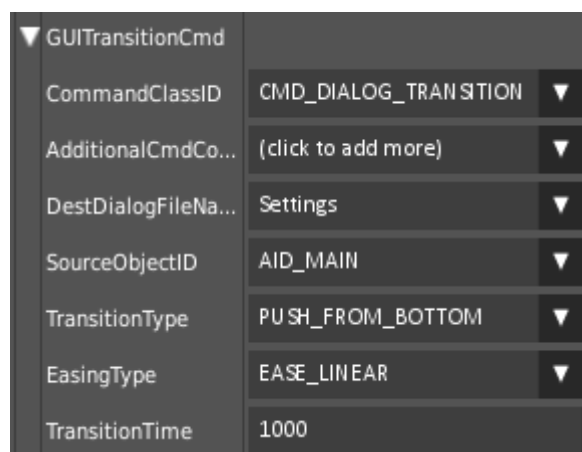 GUITransitionCmd
CommandClassID CMD_DIALOG_TRANSITION
AdditionalCmdCo... (click to add more)
DestDialogFileNa... Settings
SourceObjectID AID_MAIN
TransitionType PUSH_FROM_BOTTOM
EasingType EASE_LINEAR
TransitionTime 1000